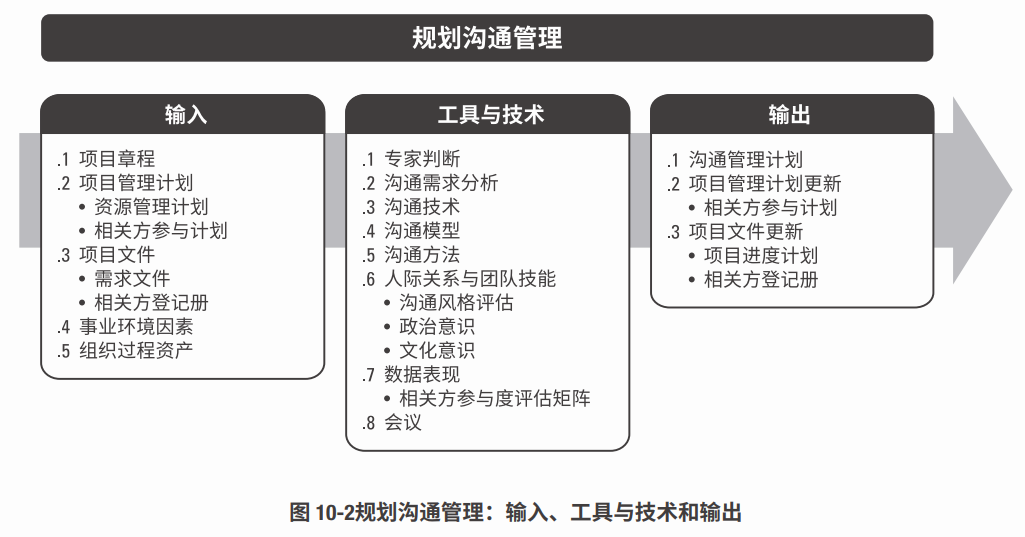 规划沟通管理
输入
.1 项目章程
.2 项目管理计划
• 资源管理计划
• 相关方参与计划
.3 项目文件
• 需求文件
• 相关方登记册
.4 事业环境因素
.5 组织过程资产
工具与技术
.1 专家判断
.2 沟通需求分析
.3 沟通技术
.4 沟通模型
.5 沟通方法
.6 人际关系与团队技能
• 沟通风格评估
• 政治意识
• 文化意识
.7 数据表现
• 相关方参与度评估矩阵
.8 会议
输出
.1 沟通管理计划
.2 项目管理计划更新
• 相关方参与计划
.3 项目文件更新
• 项目进度计划
• 相关方登记册
图 10-2规划沟通管理：输入、工具与技术和输出